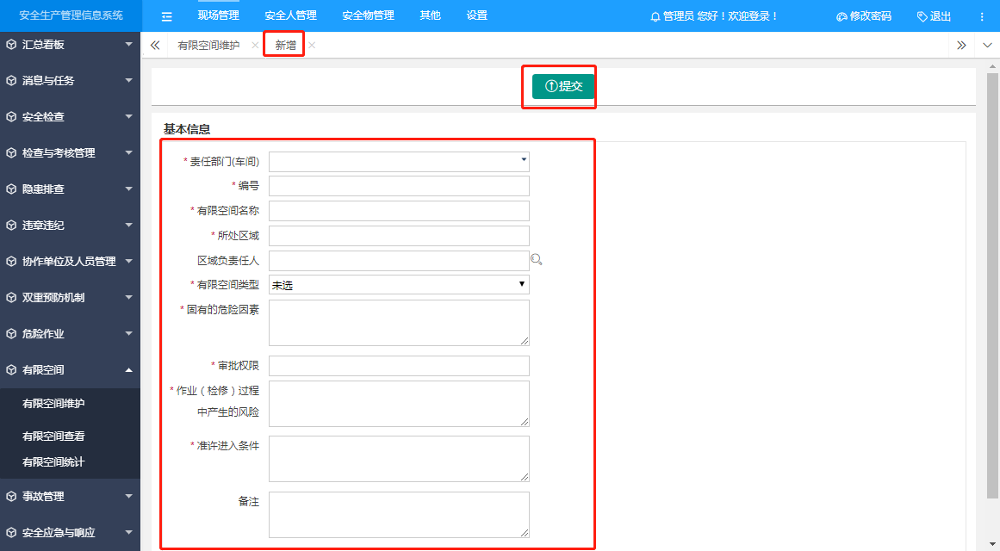 安全生产管理信息系统
现场管理
安全人管理
安全物管理
其他
设置
管理员 您好！欢迎登录！
修改密码
退出
汇总看板
消息与任务
安全检查
检查与考核管理
隐患排查
违章违纪
协作单位及人员管理
双重预防机制
危险作业
有限空间
有限空间维护
有限空间查看
有限空间统计
事故管理
安全应急与响应
有限空间维护
新增
提交
基本信息
* 责任部门(车间)
* 编号
* 有限空间名称
* 所处区域
区域负责任人
* 有限空间类型
未选
* 固有的危险因素
* 审批权限
* 作业（检修）过程
中产生的风险
* 准许进入条件
备注